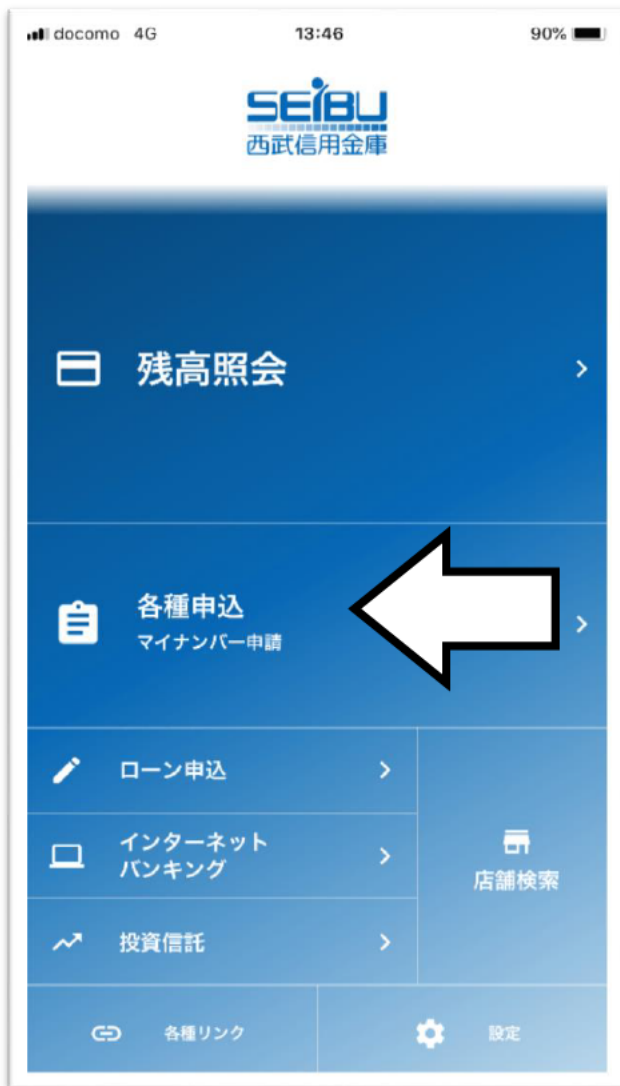 docomo 4G 13:46 90%
SEIBU
西武信用金庫
残高照会
各種申込
マイナンバー申請
ローン申込
インターネット
バンキング
投資信託
店舗検索
各種リンク
設定